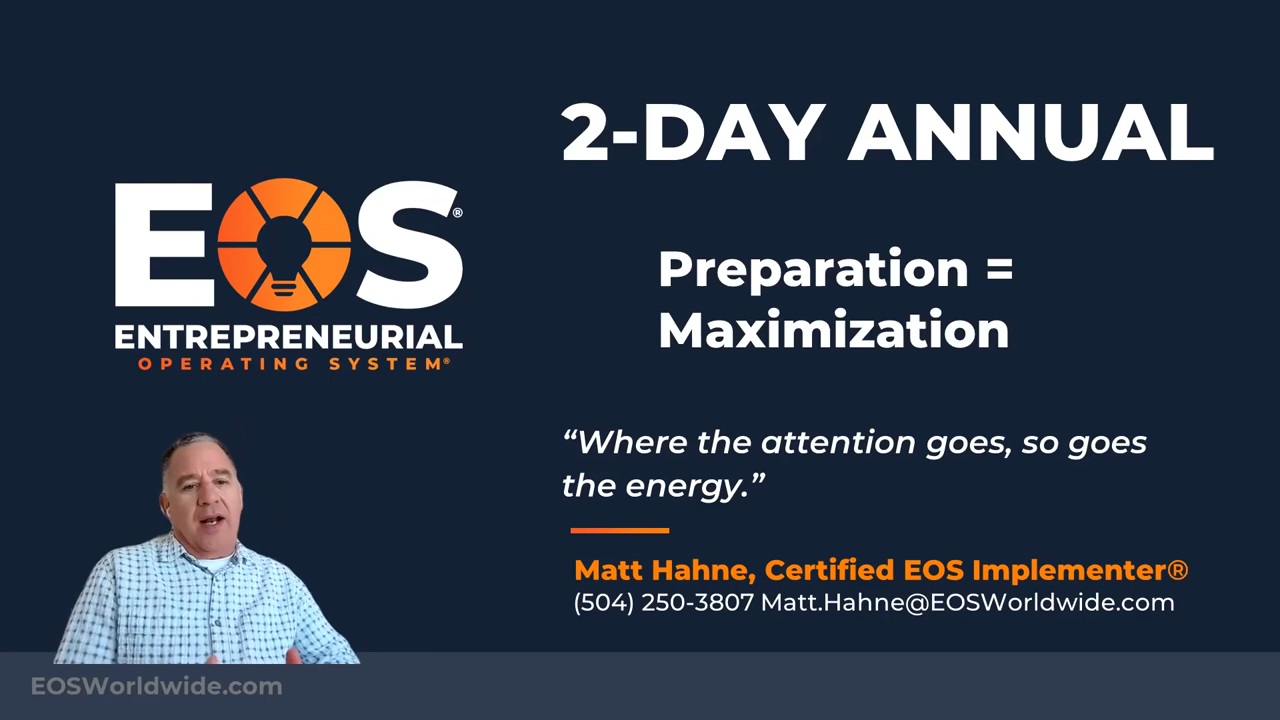 EOS®
ENTREPRENEURIAL
OPERATING SYSTEM®
2-DAY ANNUAL
Preparation =
Maximization
“Where the attention goes, so goes
the energy.”
Matt Hahne, Certified EOS Implementer®
(504) 250-3807 Matt.Hahne@EOSWorldwide.com
EOSWorldwide.com